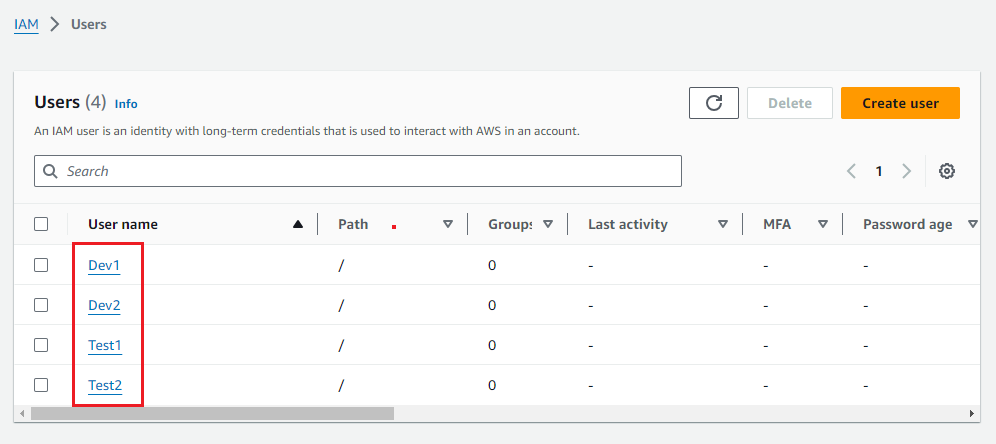 IAM > Users
Users (4) Info
Delete
Create user
An IAM user is an identity with long-term credentials that is used to interact with AWS in an account.
Search
1
User name Path Groups Last activity MFA Password age
Dev1 / 0 - - -
Dev2 / 0 - - -
Test1 / 0 - - -
Test2 / 0 - - -